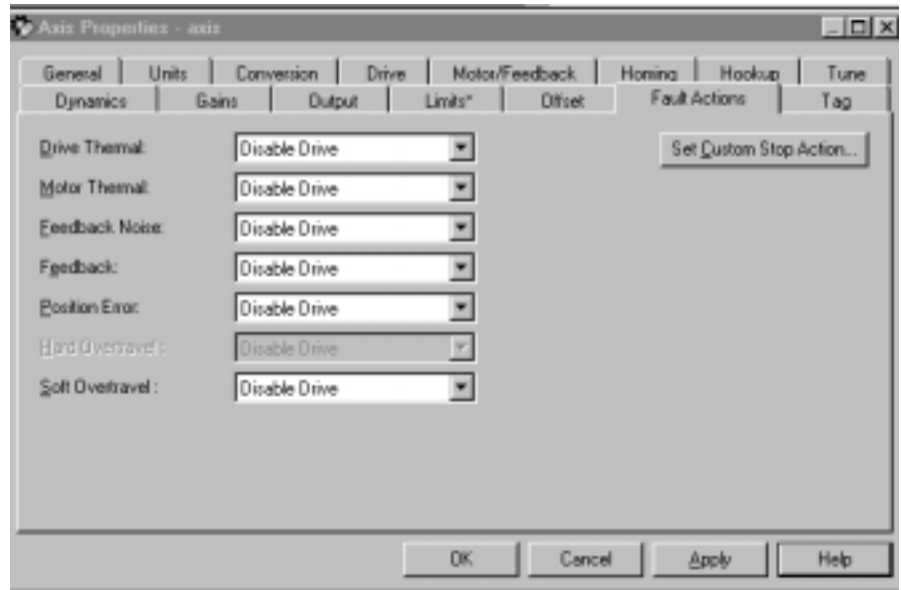 Axis Properties - axis
General Units Conversion Drive Motor/Feedback Homing Hookup Tune
Dynamics Gains Output Limits* Offset Fault Actions Tag
Drive Thermal: Disable Drive Set Custom Stop Action...
Motor Thermal: Disable Drive
Feedback Noise: Disable Drive
Feedback: Disable Drive
Position Error: Disable Drive
Hard Overtravel : Disable Drive
Soft Overtravel : Disable Drive
OK Cancel Apply Help